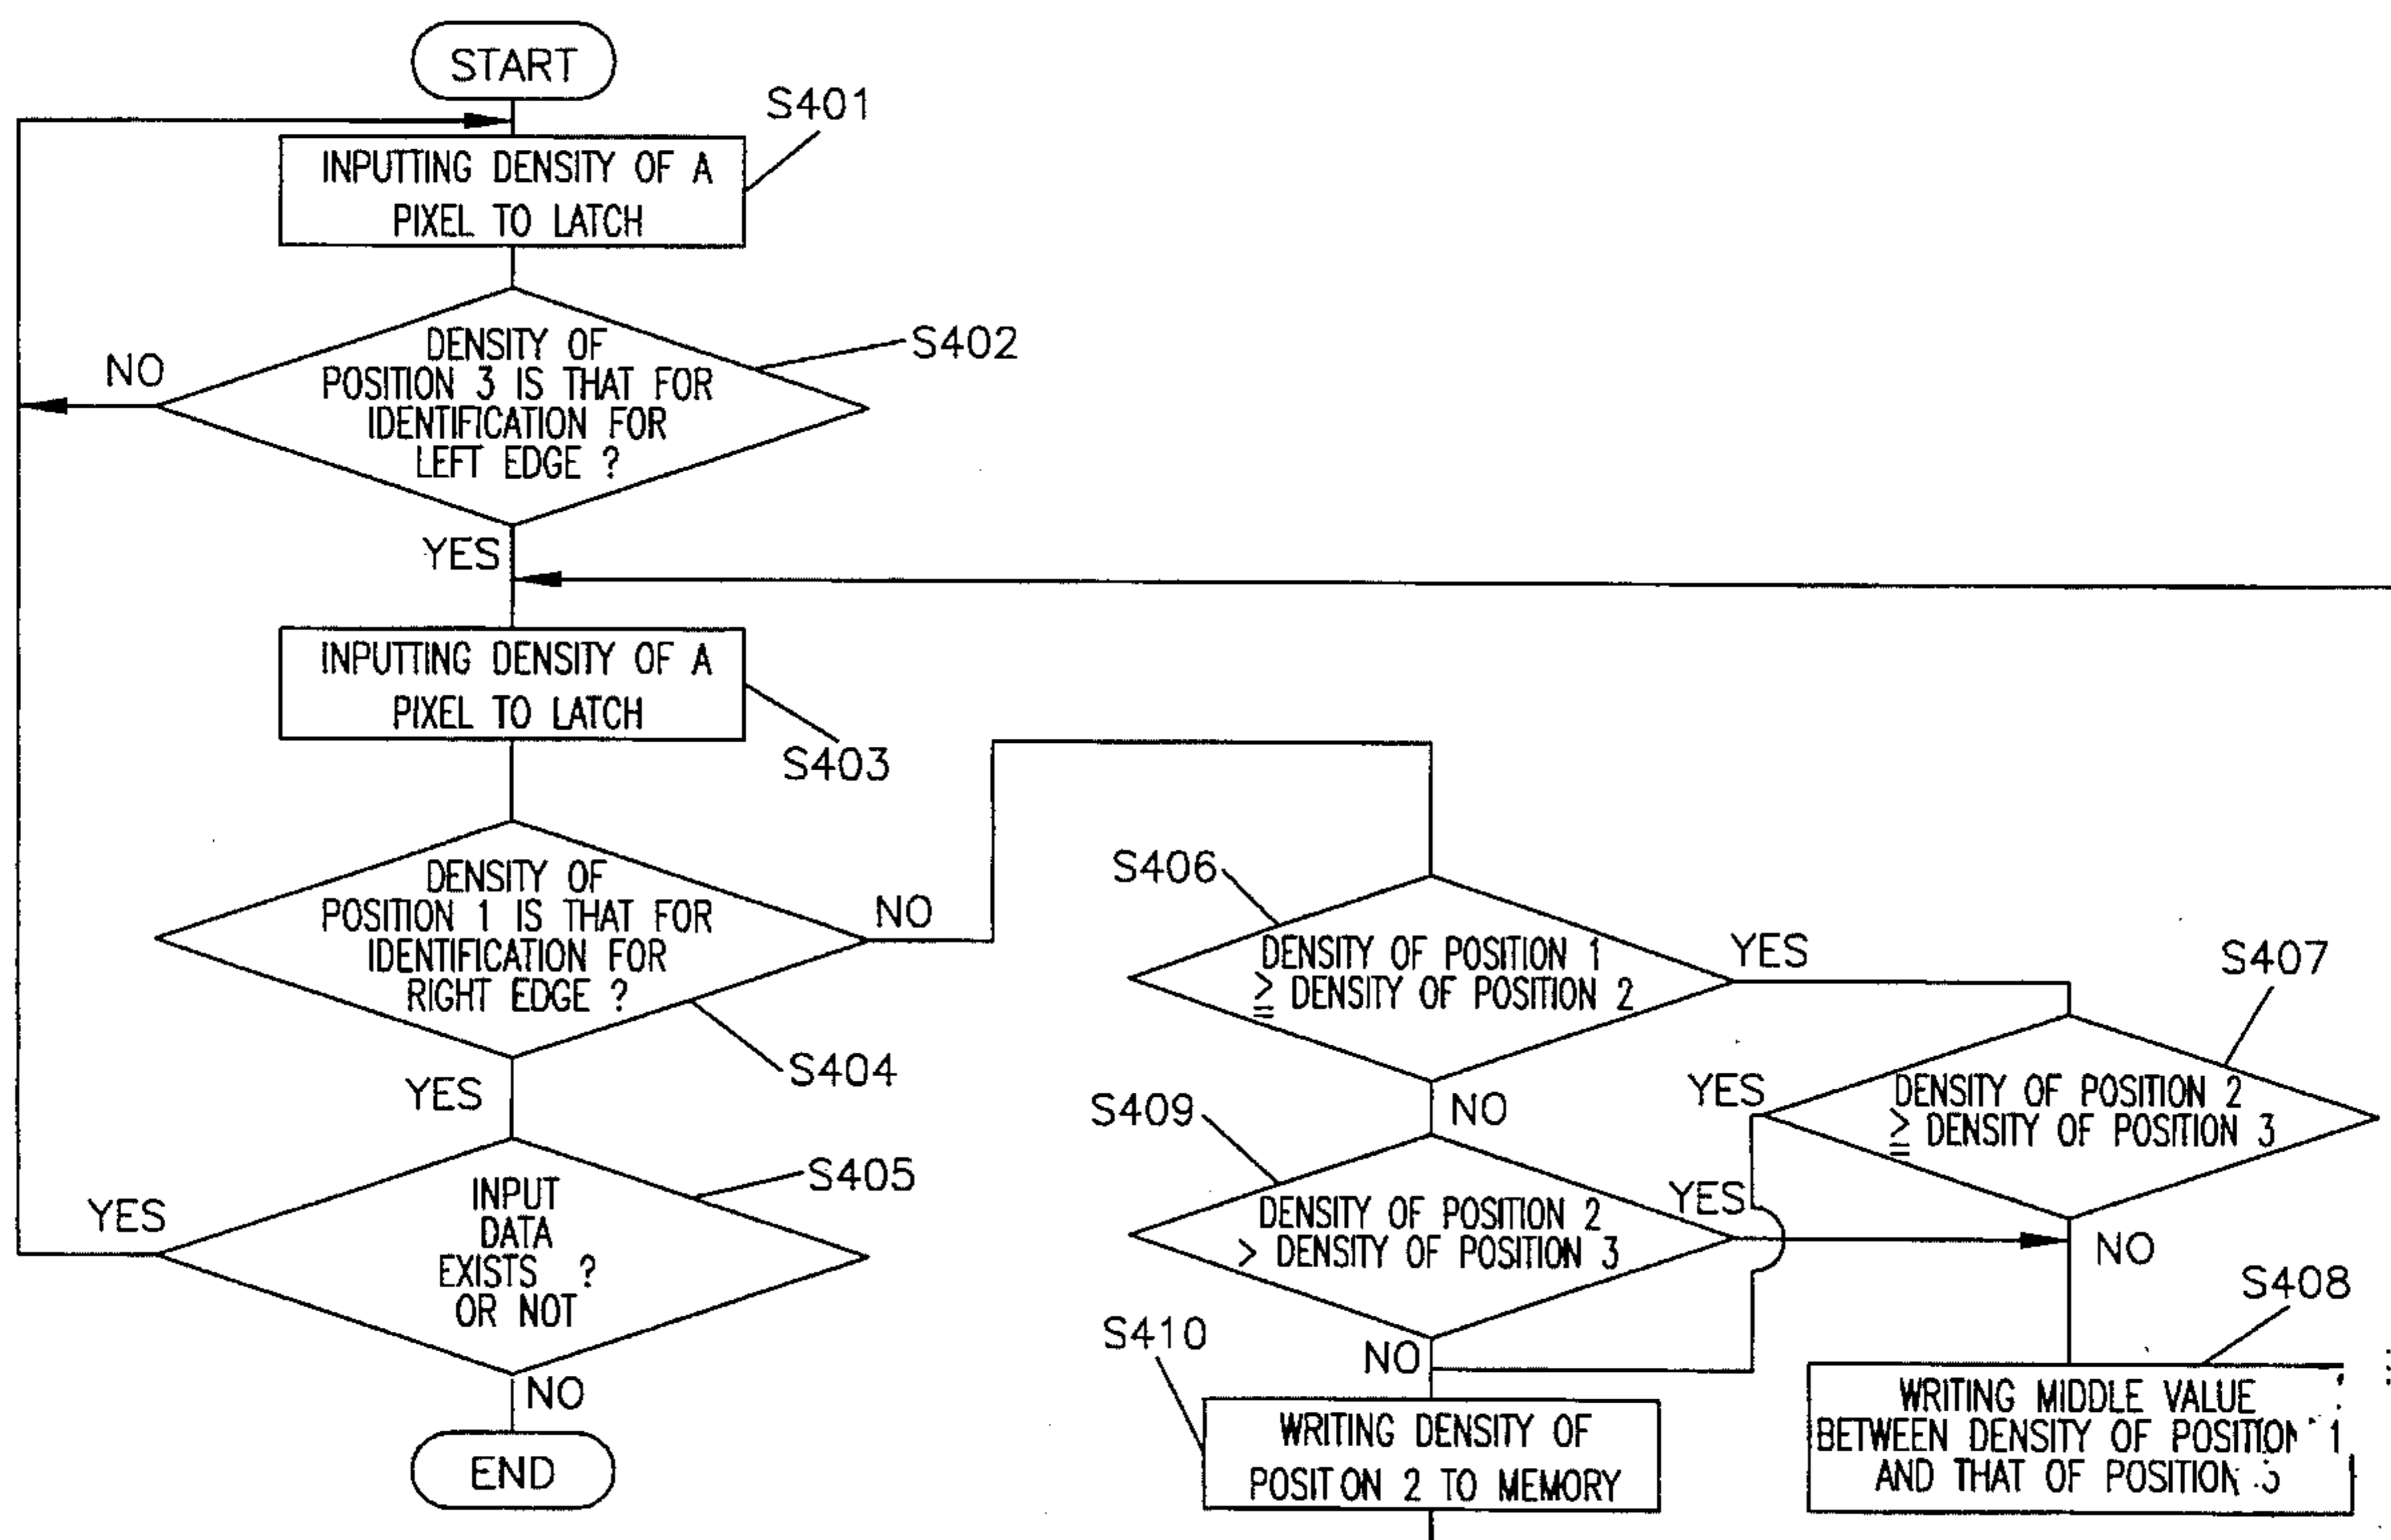 START
S401
INPUTTING DENSITY OF A
PIXEL TO LATCH
S402
DENSITY OF
POSITION 3 IS THAT FOR
IDENTIFICATION FOR
LEFT EDGE ?
NO
YES
INPUTTING DENSITY OF A
PIXEL TO LATCH
S403
DENSITY OF
POSITION 1 IS THAT FOR
IDENTIFICATION FOR
RIGHT EDGE ?
NO
S404
YES
S405
INPUT
DATA
EXISTS ?
OR NOT
YES
NO
END
S406
DENSITY OF POSITION 1
≧ DENSITY OF POSITION 2
YES
NO
S407
DENSITY OF POSITION 2
≧ DENSITY OF POSITION 3
YES
NO
S409
DENSITY OF POSITION 2
> DENSITY OF POSITION 3
YES
NO
S408
WRITING MIDDLE VALUE
BETWEEN DENSITY OF POSITION 1
AND THAT OF POSITION 3
S410
WRITING DENSITY OF
POSITION 2 TO MEMORY